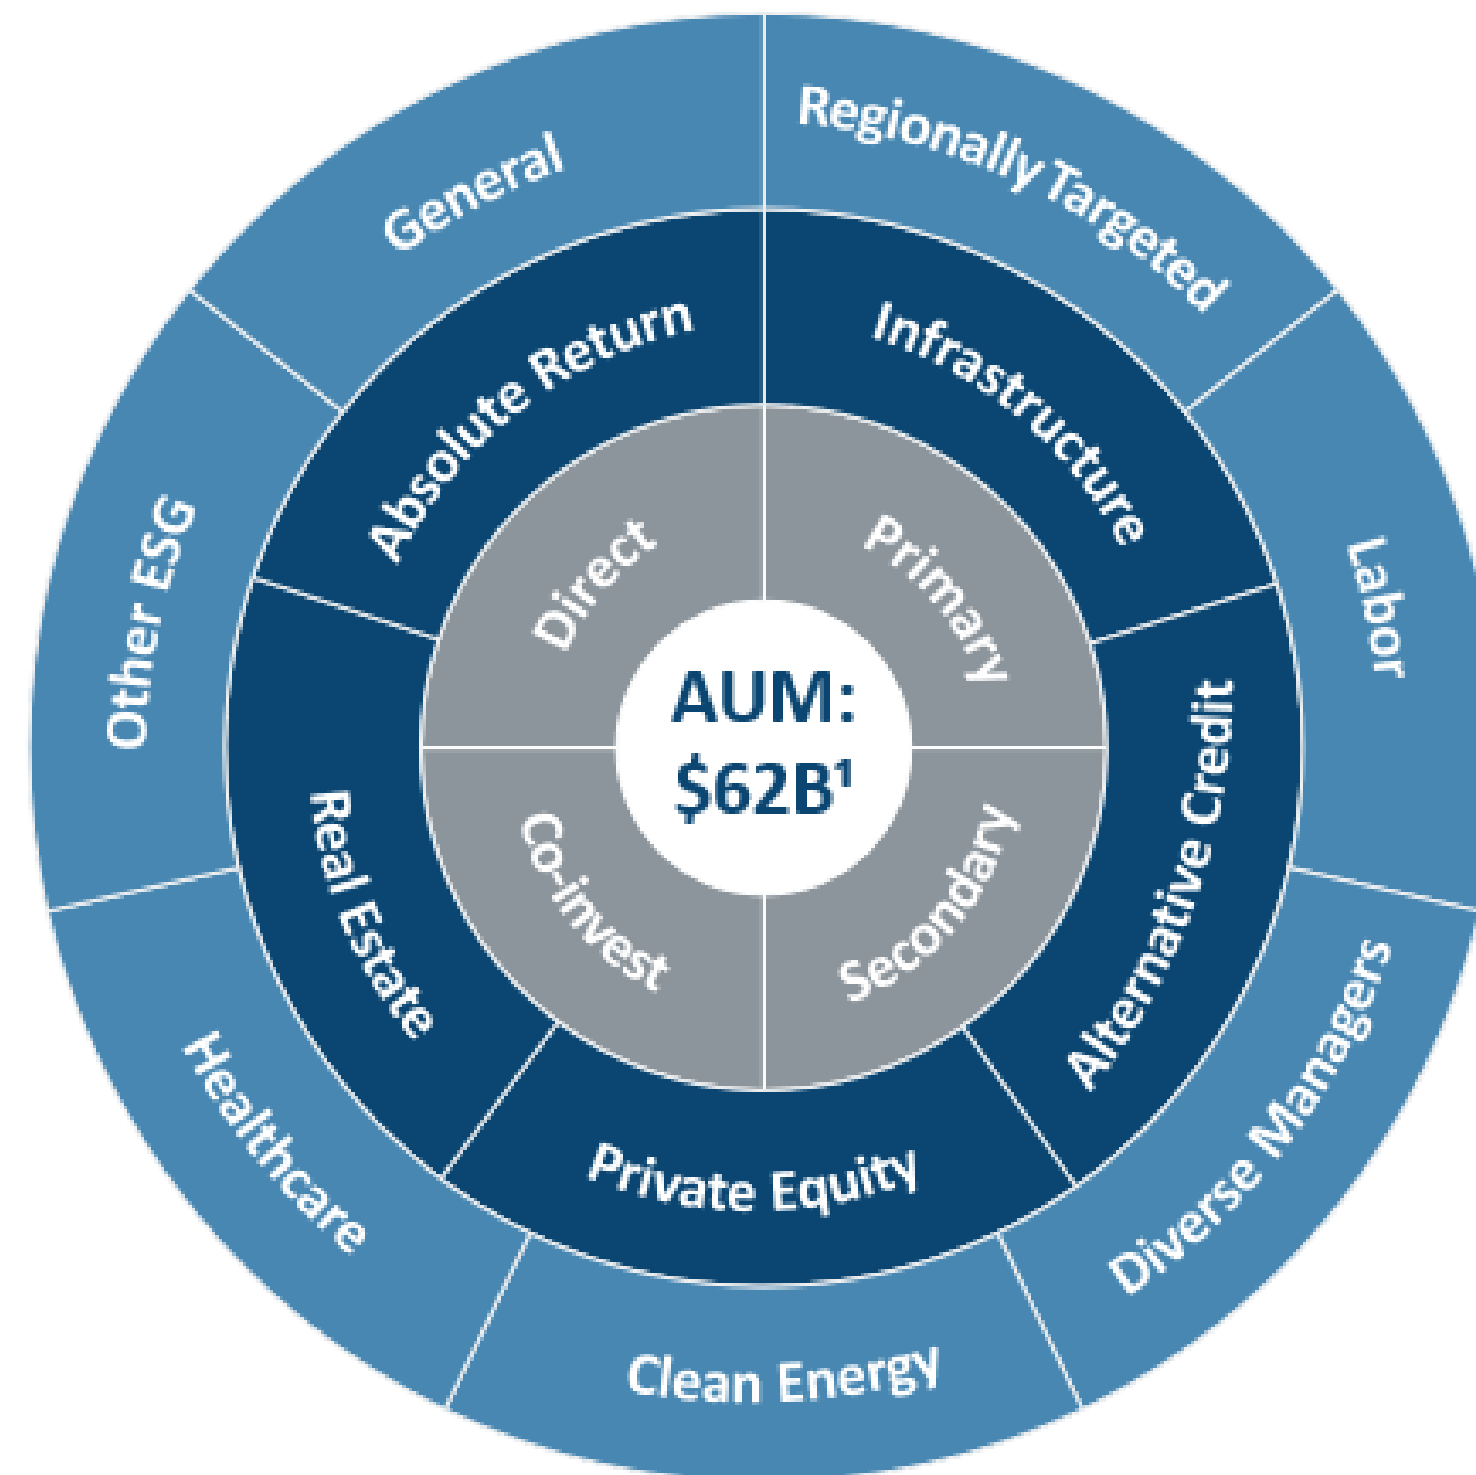 General
Regionally Targeted
Labor
Diverse Managers
Clean Energy
Healthcare
Other ESG
Absolute Return
Infrastructure
Alternative Credit
Private Equity
Real Estate
Direct
Primary
Secondary
Co-invest
AUM:
$62B¹